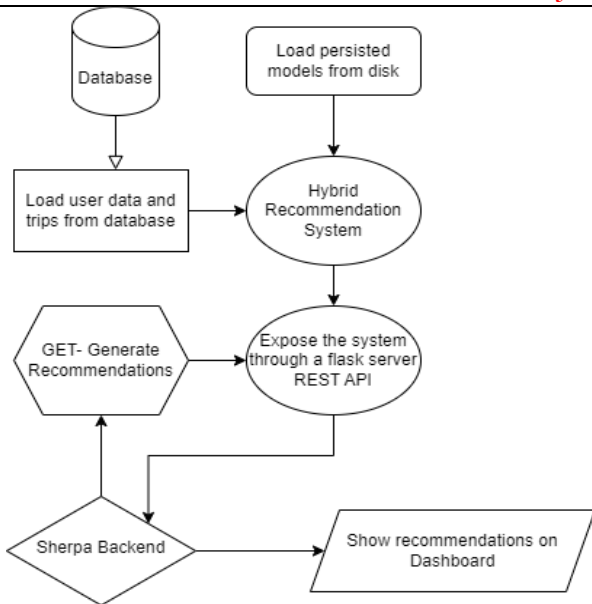 Database
Load persisted
models from disk
Load user data and
trips from database
Hybrid
Recommendation
System
GET- Generate
Recommendations
Expose the system
through a flask server
REST API
Sherpa Backend
Show recommendations on
Dashboard